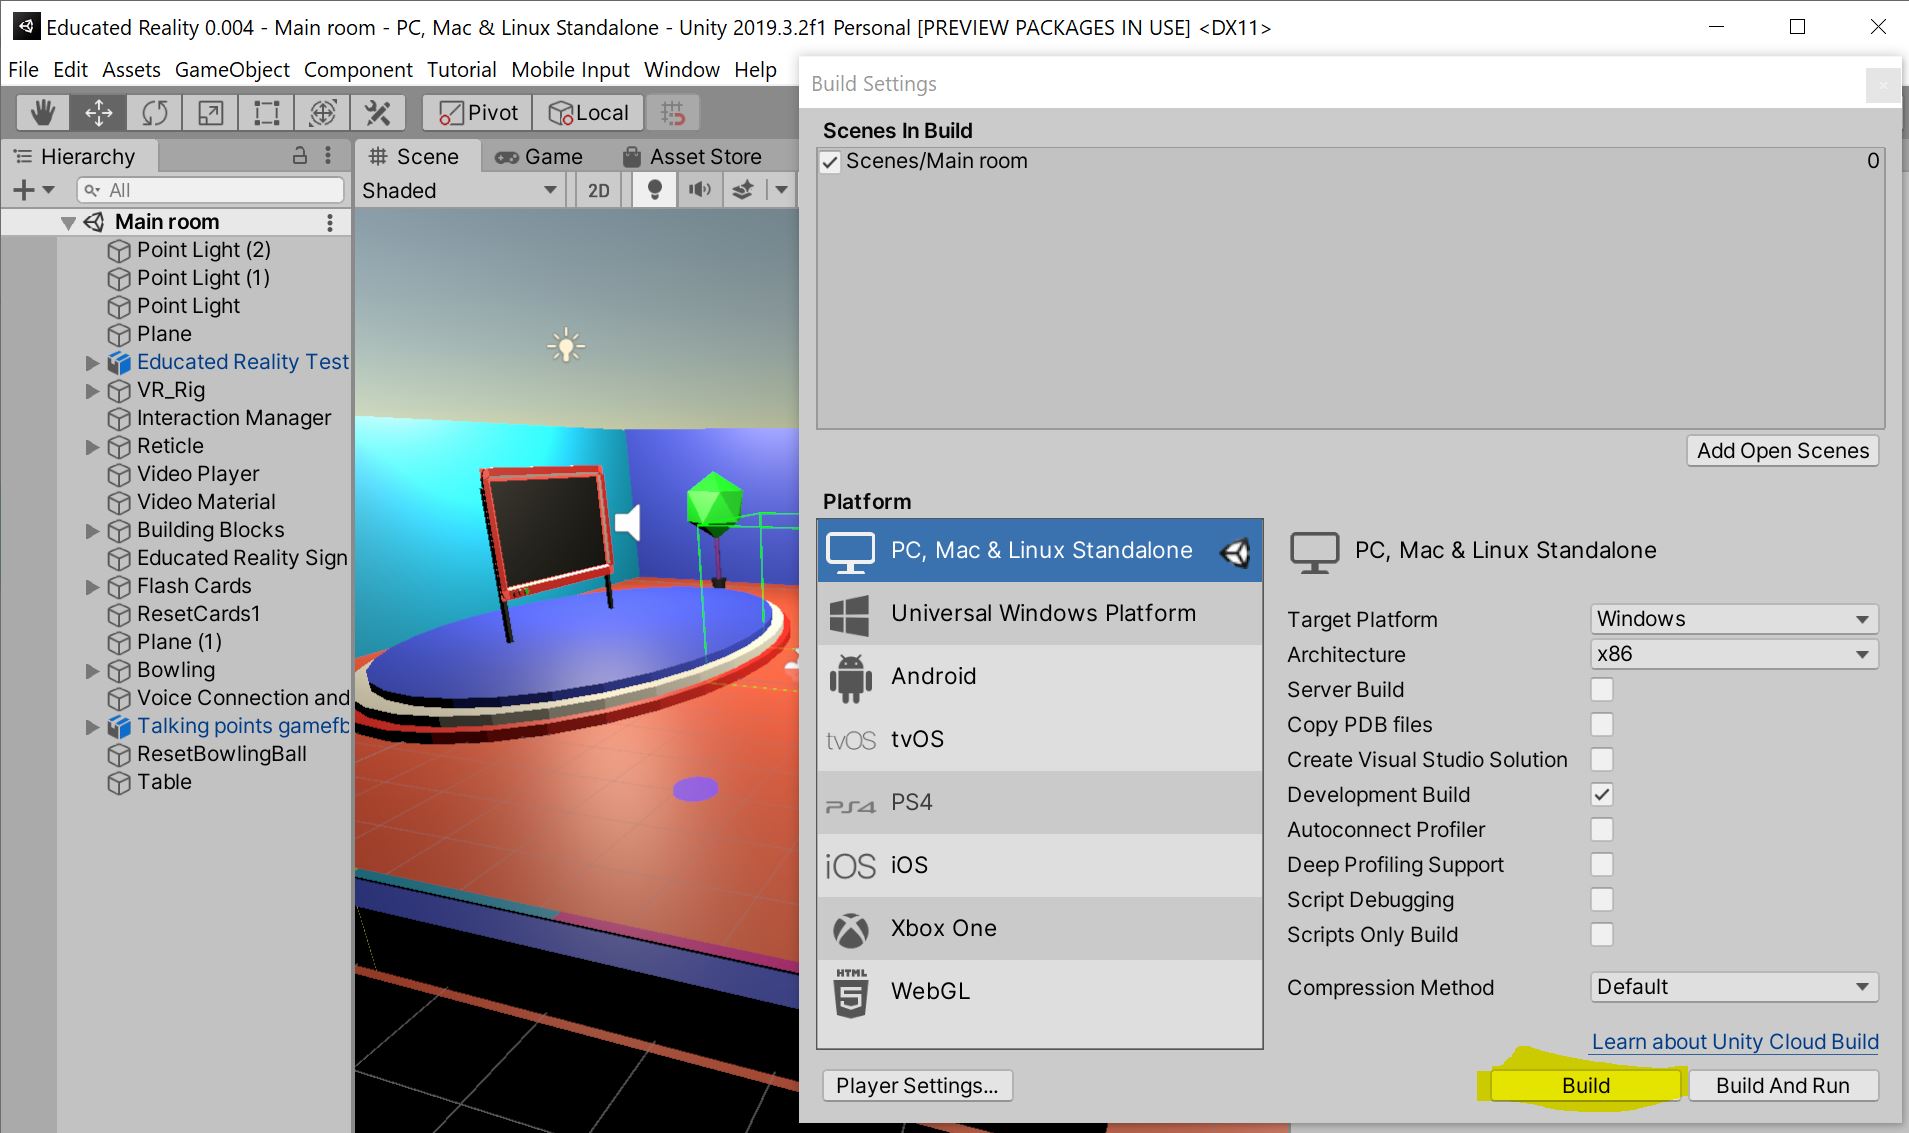 Educated Reality 0.004 - Main room - PC, Mac & Linux Standalone - Unity 2019.3.2f1 Personal [PREVIEW PACKAGES IN USE] <DX11>
File Edit Assets GameObject Component Tutorial Mobile Input Window Help
Pivot Local
Hierarchy
All
Main room
Point Light (2)
Point Light (1)
Point Light
Plane
Educated Reality Test
VR_Rig
Interaction Manager
Reticle
Video Player
Video Material
Building Blocks
Educated Reality Sign
Flash Cards
ResetCards1
Plane (1)
Bowling
Voice Connection and
Talking points gamefb
ResetBowlingBall
Table
Scene Game Asset Store
Shaded 2D
Build Settings
Scenes In Build
Scenes/Main room 0
Add Open Scenes
Platform
PC, Mac & Linux Standalone
Universal Windows Platform
Android
tvOS tvOS
PS4 PS4
iOS iOS
Xbox One
HTML
5 WebGL
Player Settings...
PC, Mac & Linux Standalone
Target Platform Windows
Architecture x86
Server Build
Copy PDB files
Create Visual Studio Solution
Development Build
Autoconnect Profiler
Deep Profiling Support
Script Debugging
Scripts Only Build
Compression Method Default
Learn about Unity Cloud Build
Build Build And Run